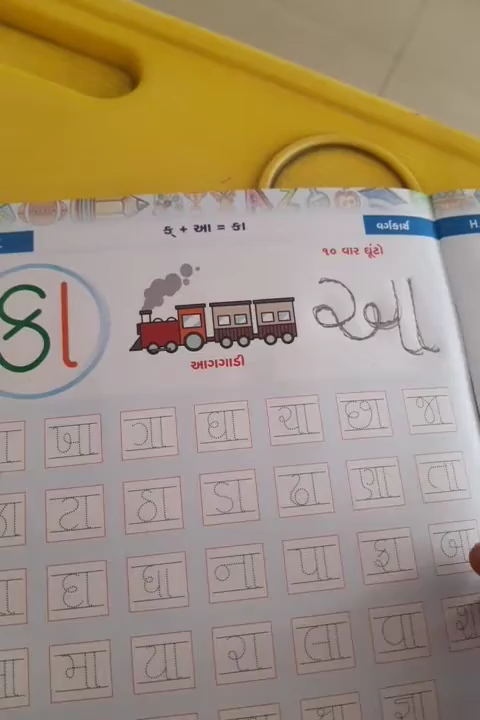 ક્ + આ = કા
વર્ગકાર્ય
H
૧૦ વાર ઘૂંટો
કા
આ
આગગાડી
ખા ગા ઘા ચા છા જા
ટા ઠા ડા ઢા ણા તા
દા ધા ના પા ફા બા
મા યા રા લા વા શા